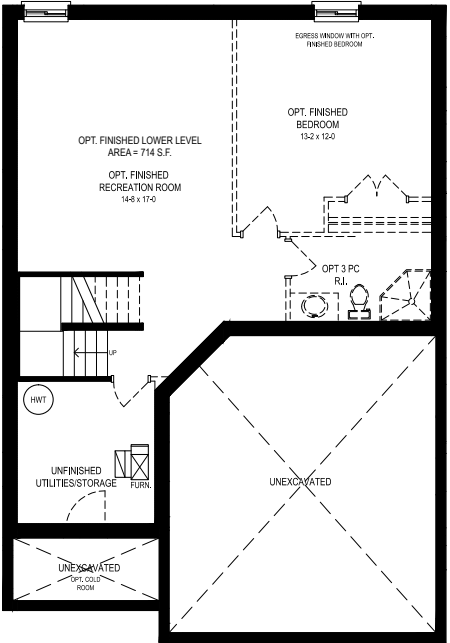 EGRESS WINDOW WITH OPT.
FINISHED BEDROOM
OPT. FINISHED
BEDROOM
13-2 x 12-0
OPT. FINISHED LOWER LEVEL
AREA = 714 S.F.
OPT. FINISHED
RECREATION ROOM
14-8 x 17-0
OPT 3 PC
R.I.
UP
HWT
UNFINISHED
UTILITIES/STORAGE
FURN.
UNEXCAVATED
UNEXCAVATED
OPT. COLD
ROOM